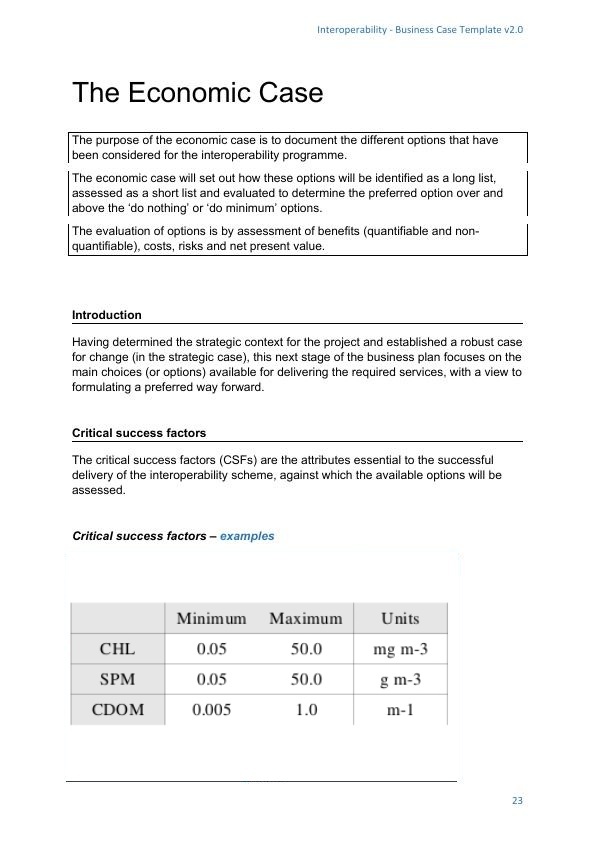 Interoperability - Business Case Template v2.0
The Economic Case
The purpose of the economic case is to document the different options that have
been considered for the interoperability programme.
The economic case will set out how these options will be identified as a long list,
assessed as a short list and evaluated to determine the preferred option over and
above the ‘do nothing’ or ‘do minimum’ options.
The evaluation of options is by assessment of benefits (quantifiable and non-
quantifiable), costs, risks and net present value.
Introduction
Having determined the strategic context for the project and established a robust case
for change (in the strategic case), this next stage of the business plan focuses on the
main choices (or options) available for delivering the required services, with a view to
formulating a preferred way forward.
Critical success factors
The critical success factors (CSFs) are the attributes essential to the successful
delivery of the interoperability scheme, against which the available options will be
assessed.
Critical success factors – examples
Minimum Maximum Units
CHL 0.05 50.0 mg m-3
SPM 0.05 50.0 g m-3
CDOM 0.005 1.0 m-1
23